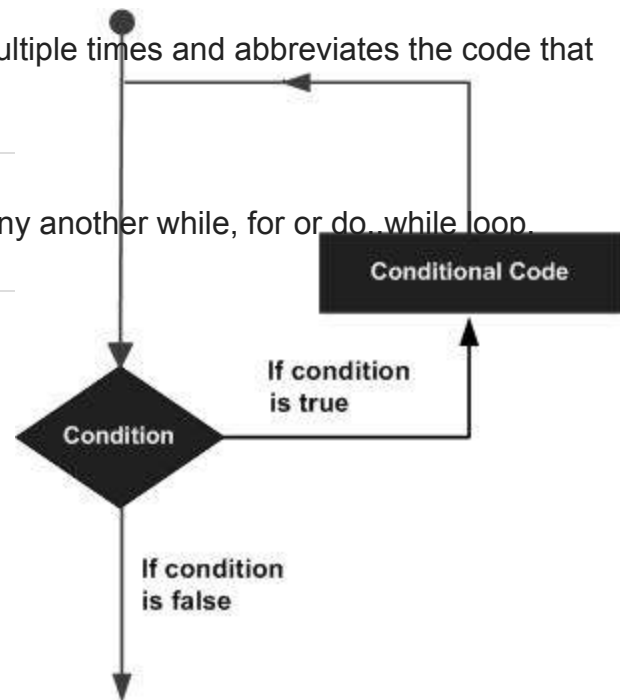 ultiple times and abbreviates the code that
ny another while, for or do..while loop.
Conditional Code
If condition
is true
Condition
If condition
is false